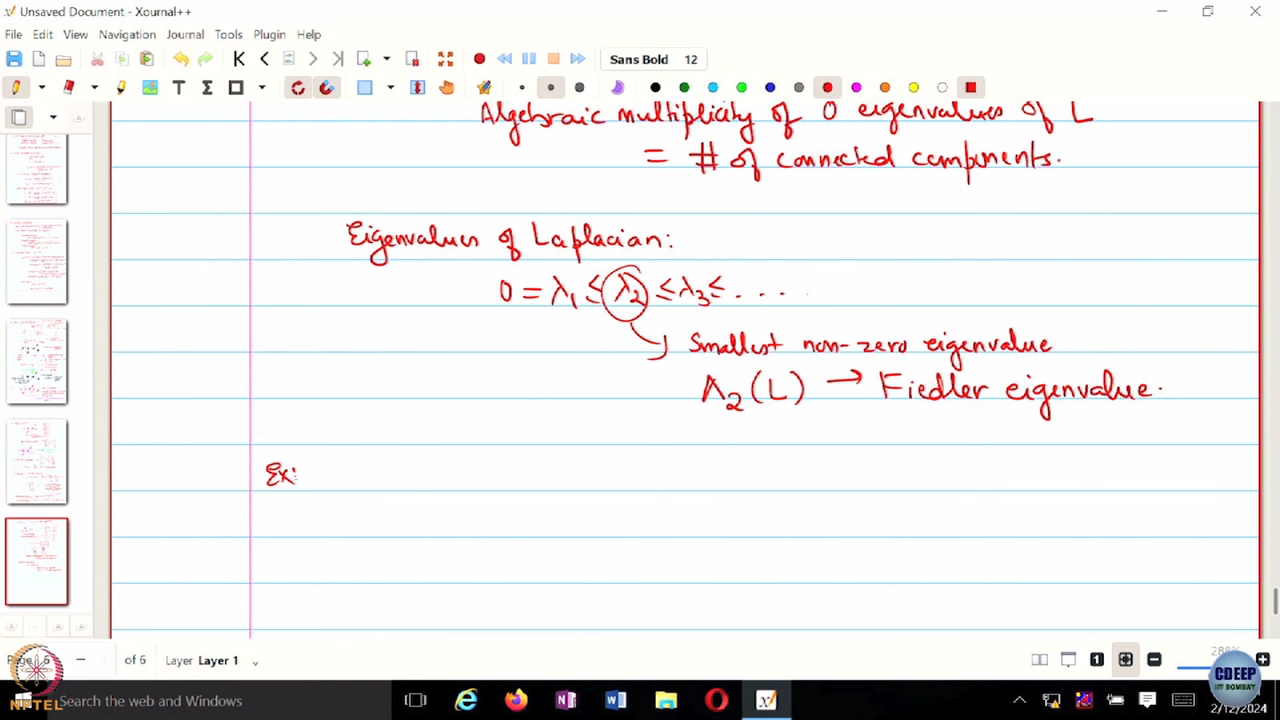 Unsaved Document - Xournal++
File Edit View Navigation Journal Tools Plugin Help
Sans Bold 12
Algebraic multiplicity of 0 eigenvalues of L
= # of connected components.
Eigenvalues of Laplacian:
0 = λ1 ≤ λ2 ≤ λ3 ≤ . . . .
Smallest non-zero eigenvalue
λ2(L) → Fiedler eigenvalue.
Ex:
Page 6 of 6 Layer Layer 1 288%
NPTEL
Search the web and Windows
CDEEP
IIT BOMBAY
2/12/2024